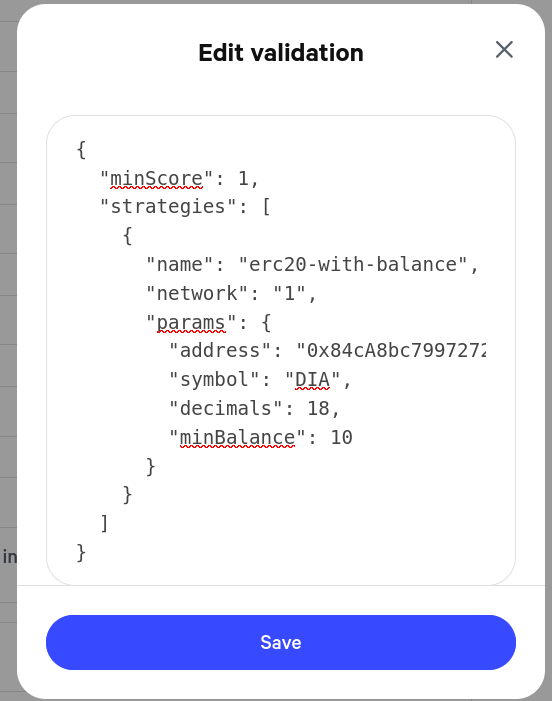 Edit validation
{
"minScore": 1,
"strategies": [
{
"name": "erc20-with-balance",
"network": "1",
"params": {
"address": "0x84cA8bc7997272
"symbol": "DIA",
"decimals": 18,
"minBalance": 10
}
}
]
}
in
Save